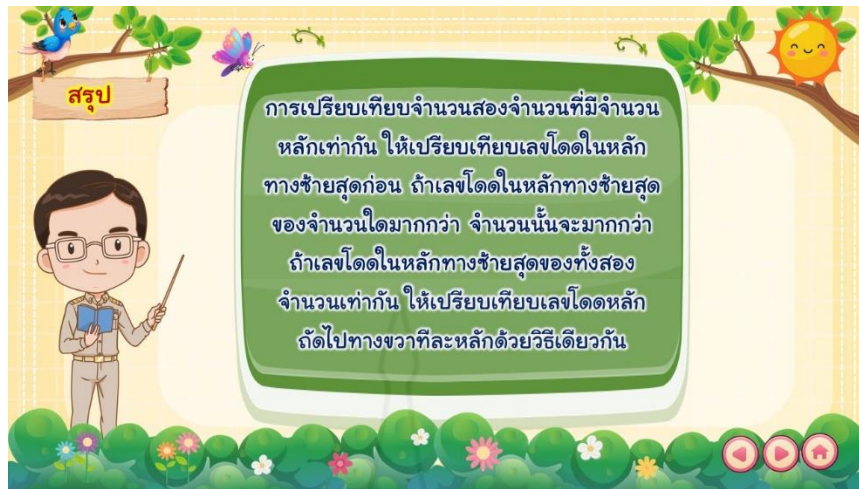 สรุป
การเปรียบเทียบจำนวนสองจำนวนที่มีจำนวน
หลักเท่ากัน ให้เปรียบเทียบเลขโดดในหลัก
ทางซ้ายสุดก่อน ถ้าเลขโดดในหลักทางซ้ายสุด
ของจำนวนใดมากกว่า จำนวนนั้นจะมากกว่า
ถ้าเลขโดดในหลักทางซ้ายสุดของทั้งสอง
จำนวนเท่ากัน ให้เปรียบเทียบเลขโดดหลัก
ถัดไปทางขวาทีละหลักด้วยวิธีเดียวกัน